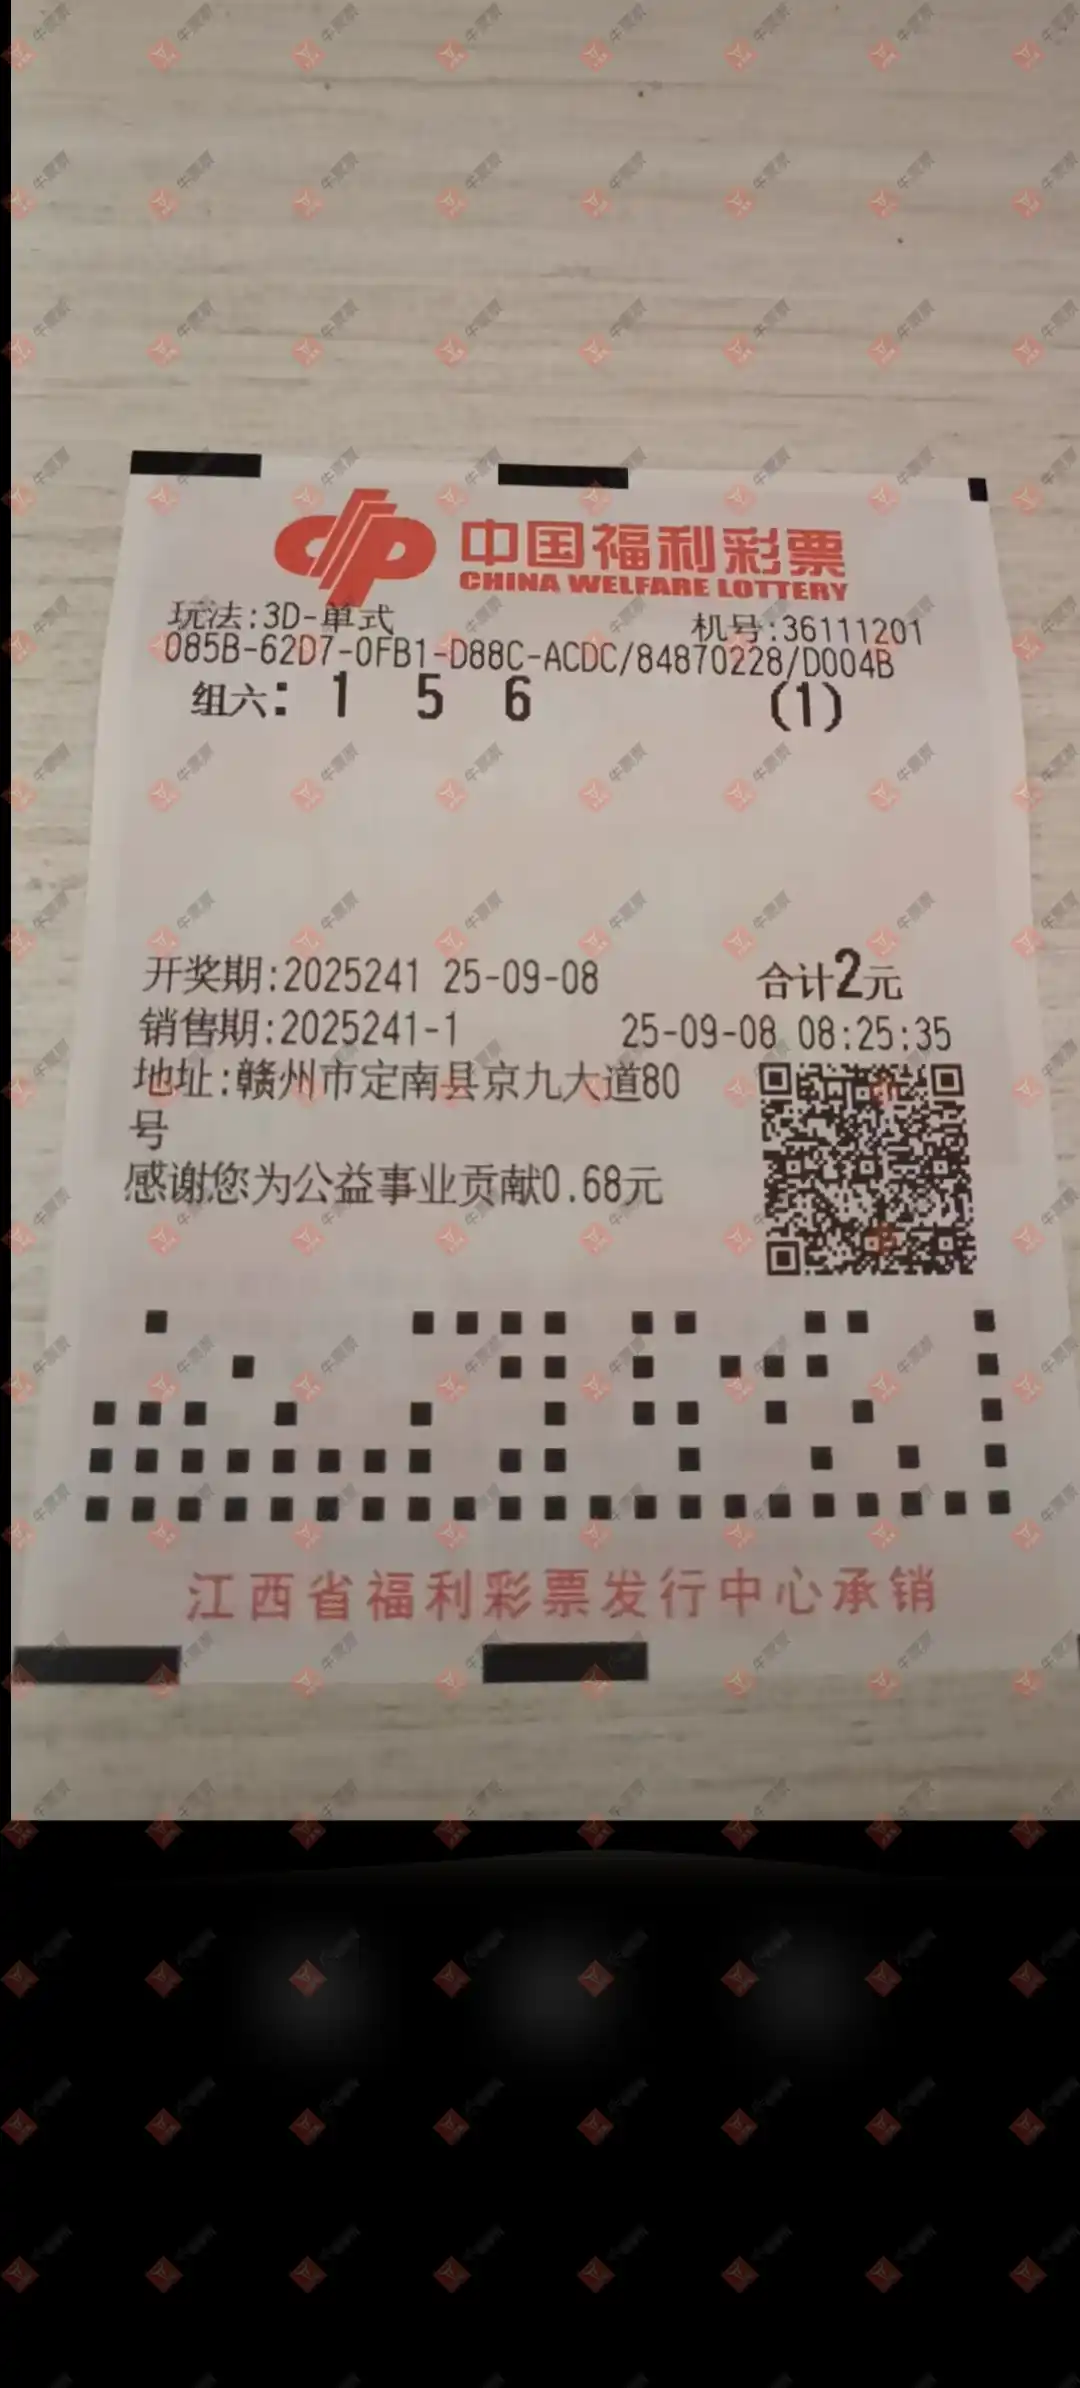 中国福利彩票
CHINA WELFARE LOTTERY
玩法:3D-单式 机号:36111201
085B-62D7-0FB1-D88C-ACDC/84870228/D004B
组六: 1 5 6 (1)
开奖期:2025241 25-09-08 合计2元
销售期:2025241-1 25-09-08 08:25:35
地址:赣州市定南县京九大道80
号
感谢您为公益事业贡献0.68元
江西省福利彩票发行中心承销